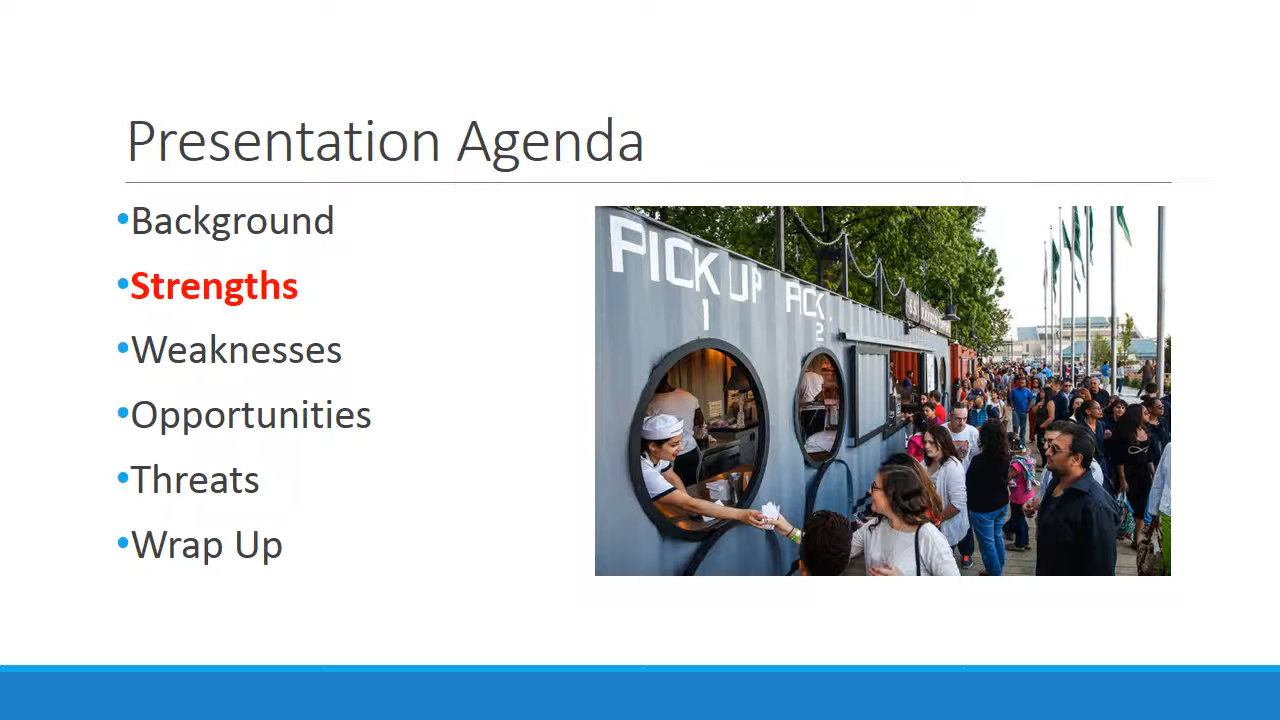 Presentation Agenda
•Background
•Strengths
•Weaknesses
•Opportunities
•Threats
•Wrap Up
PICK UP
1
PICK
2